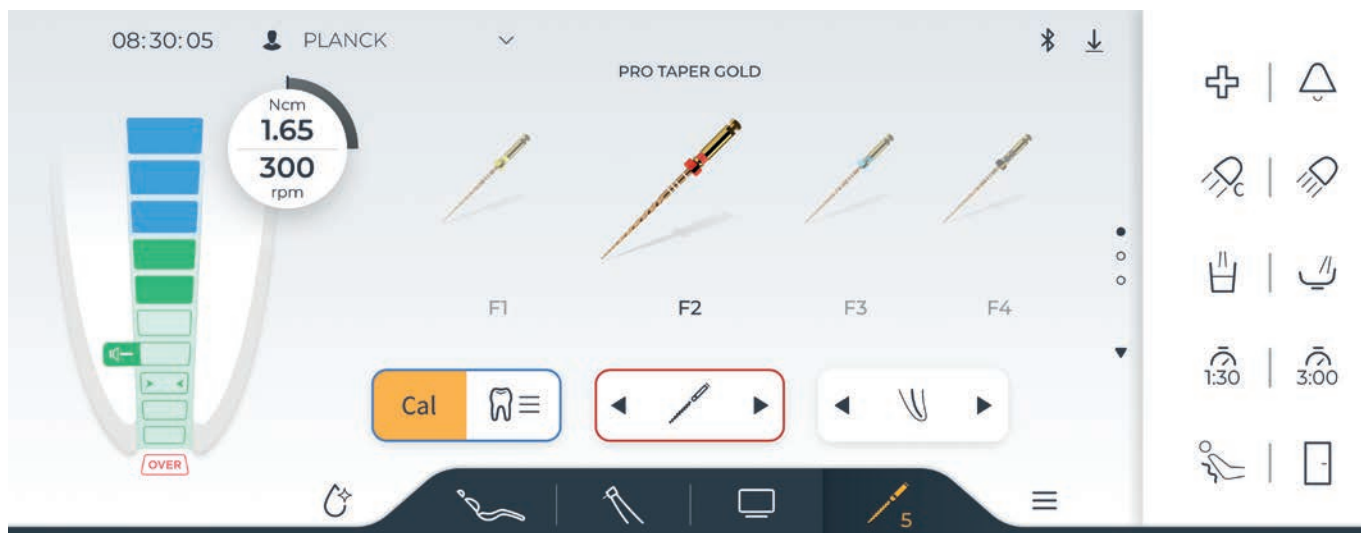 08:30:05 PLANCK
PRO TAPER GOLD
Ncm
1.65
300
rpm
F1 F2 F3 F4
Cal
OVER
5
C
1:30 3:00